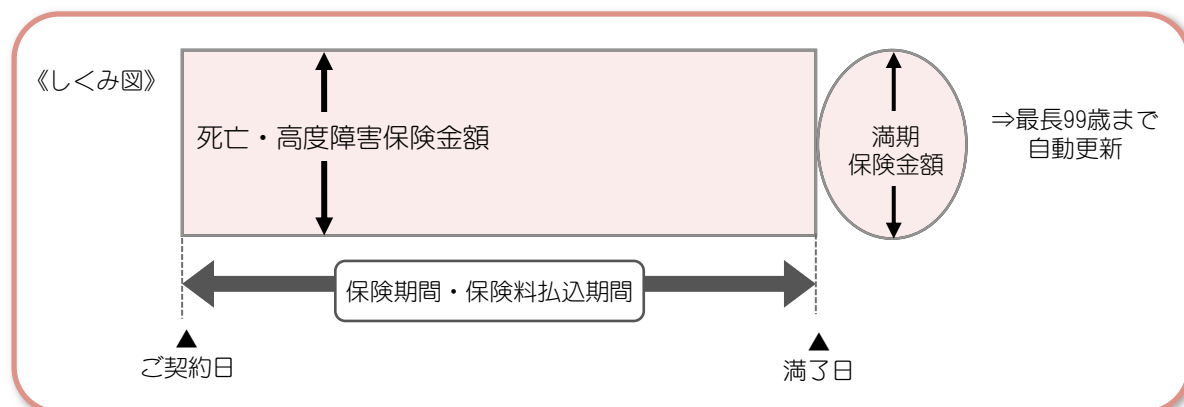 《しくみ図》
死亡・高度障害保険金額
満期
保険金額
⇒最長99歳まで
自動更新
保険期間・保険料払込期間
▲
ご契約日
▲
満了日